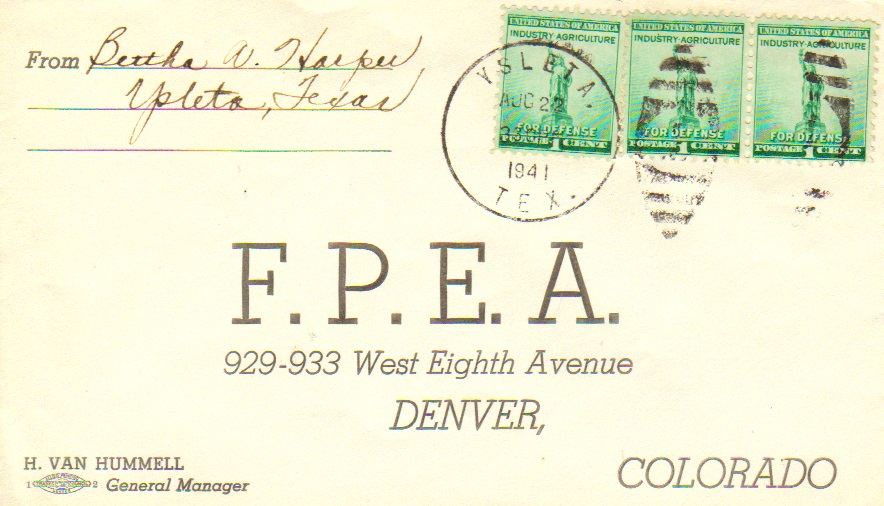 From Bertha W. Harper
Ysleta, Texas
UNITED STATES OF AMERICA
INDUSTRY · AGRICULTURE
FOR DEFENSE
POSTAGE 1 CENT
UNITED STATES OF AMERICA
INDUSTRY · AGRICULTURE
FOR DEFENSE
POSTAGE 1 CENT
UNITED STATES OF AMERICA
INDUSTRY · AGRICULTURE
FOR DEFENSE
POSTAGE 1 CENT
YSLETA.
AUG 22
1941
TEX.
F.P.E.A.
929-933 West Eighth Avenue
DENVER,
COLORADO
H. VAN HUMMELL
1 2 General Manager